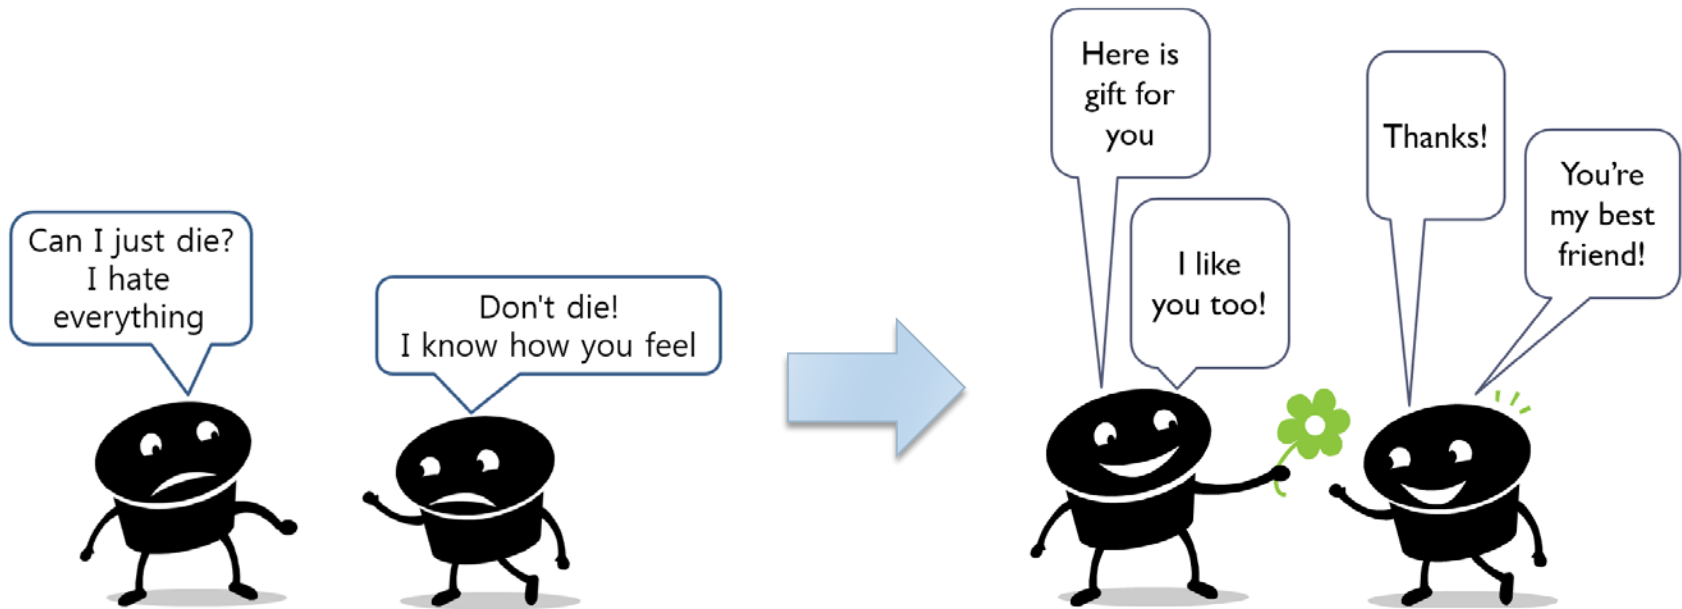 Can I just die?
I hate
everything
Don't die!
I know how you feel
Here is
gift for
you
I like
you too!
Thanks!
You're
my best
friend!